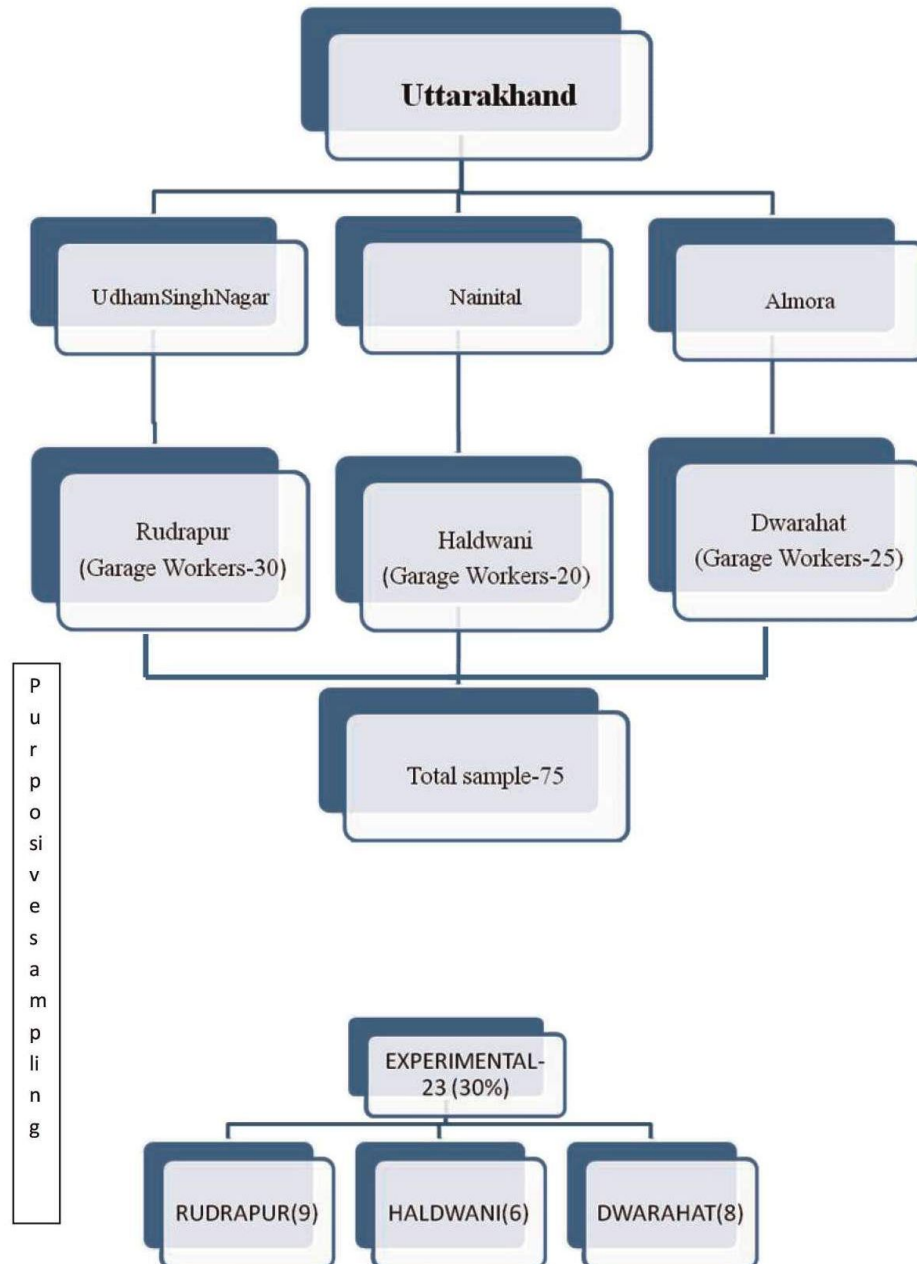 Uttarakhand
UdhamSinghNagar
Nainital
Almora
Rudrapur
(Garage Workers-30)
Haldwani
(Garage Workers-20)
Dwarahat
(Garage Workers-25)
Total sample-75
P
u
r
p
o
si
v
e
s
a
m
p
li
n
g
EXPERIMENTAL-
23 (30%)
RUDRAPUR(9)
HALDWANI(6)
DWARAHAT(8)